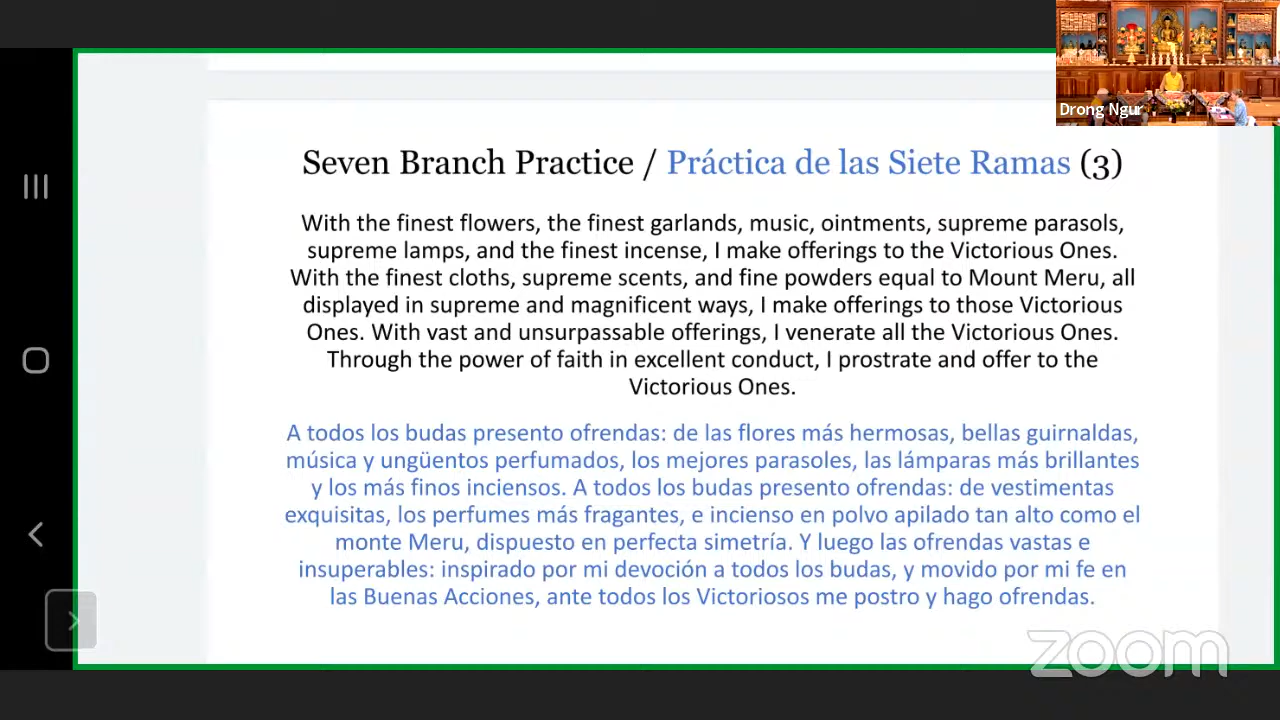 Drong Ngur
Seven Branch Practice / Práctica de las Siete Ramas (3)
With the finest flowers, the finest garlands, music, ointments, supreme parasols,
supreme lamps, and the finest incense, I make offerings to the Victorious Ones.
With the finest cloths, supreme scents, and fine powders equal to Mount Meru, all
displayed in supreme and magnificent ways, I make offerings to those Victorious
Ones. With vast and unsurpassable offerings, I venerate all the Victorious Ones.
Through the power of faith in excellent conduct, I prostrate and offer to the
Victorious Ones.
A todos los budas presento ofrendas: de las flores más hermosas, bellas guirnaldas,
música y ungüentos perfumados, los mejores parasoles, las lámparas más brillantes
y los más finos inciensos. A todos los budas presento ofrendas: de vestimentas
exquisitas, los perfumes más fragantes, e incienso en polvo apilado tan alto como el
monte Meru, dispuesto en perfecta simetría. Y luego las ofrendas vastas e
insuperables: inspirado por mi devoción a todos los budas, y movido por mi fe en
las Buenas Acciones, ante todos los Victoriosos me postro y hago ofrendas.
zoom